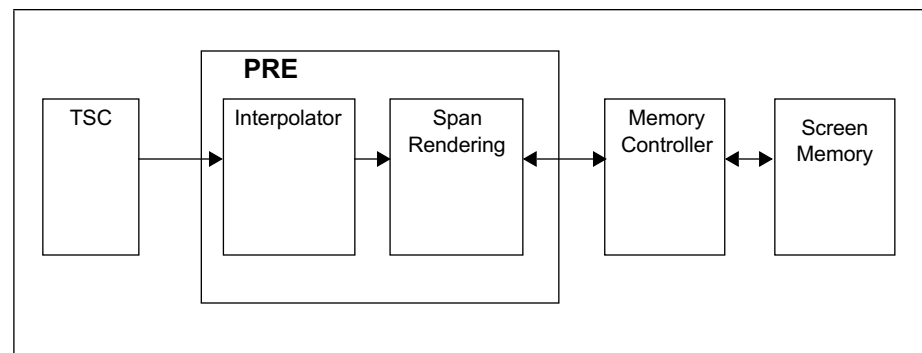 PRE
TSC
Interpolator
Span
Rendering
Memory
Controller
Screen
Memory